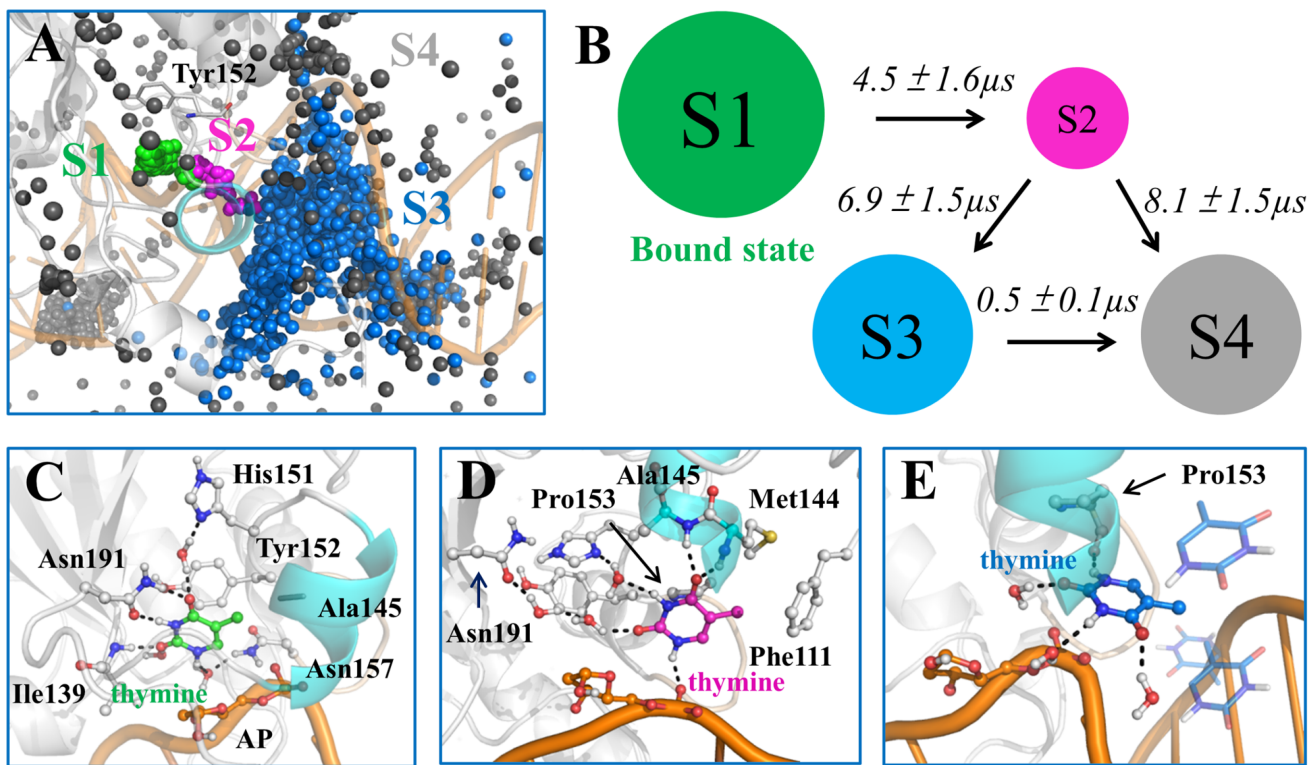 A
Tyr152
S4
S2
S1
S3
B
S1
4.5 ±1.6μs
S2
6.9 ±1.5μs
8.1 ±1.5μs
Bound state
S3
0.5 ±0.1μs
S4
C
His151
Asn191
Tyr152
Ala145
Asn157
Ile139
thymine
AP
D
Ala145
Pro153
Met144
Asn191
Phe111
thymine
E
Pro153
thymine